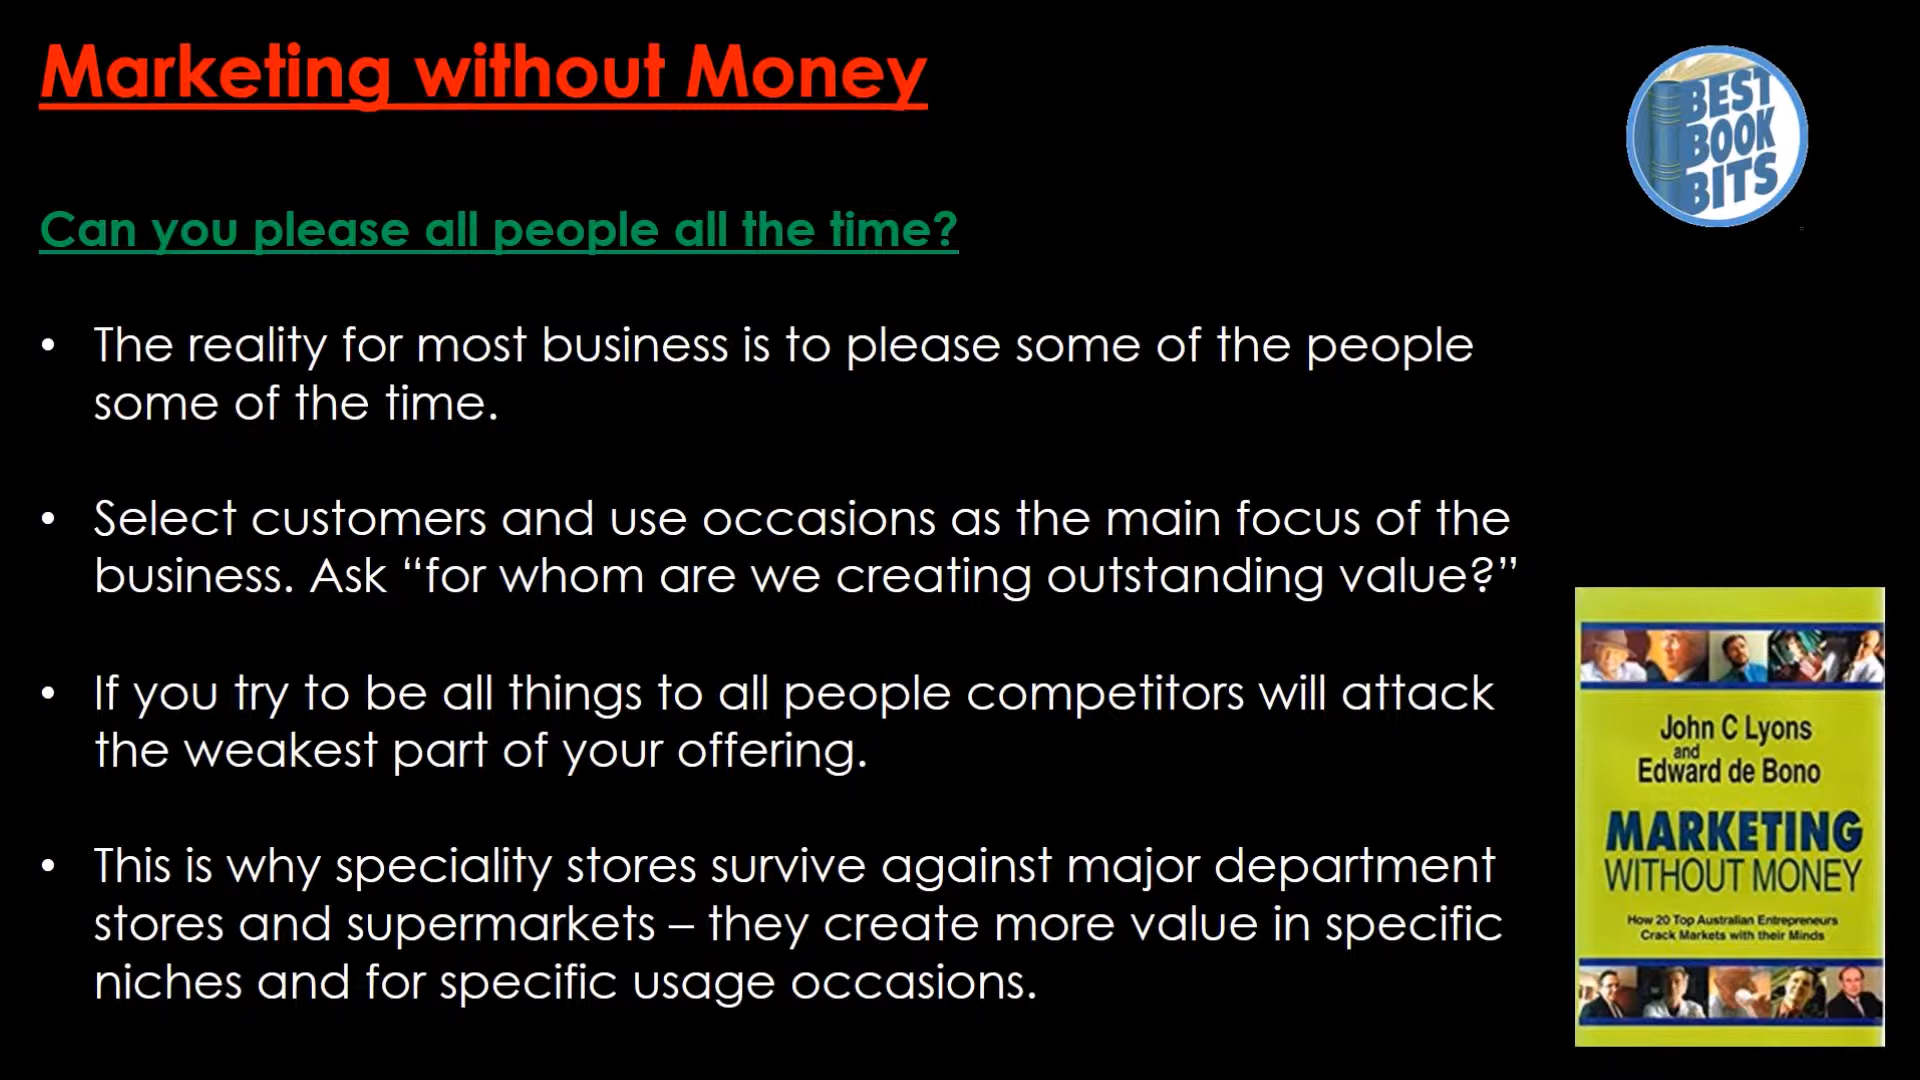 Marketing without Money
BEST
BOOK
BITS
Can you please all people all the time?
• The reality for most business is to please some of the people
some of the time.
• Select customers and use occasions as the main focus of the
business. Ask “for whom are we creating outstanding value?”
• If you try to be all things to all people competitors will attack
the weakest part of your offering.
• This is why speciality stores survive against major department
stores and supermarkets – they create more value in specific
niches and for specific usage occasions.
John C Lyons
and
Edward de Bono
MARKETING
WITHOUT MONEY
How 20 Top Australian Entrepreneurs
Crack Markets with their Minds